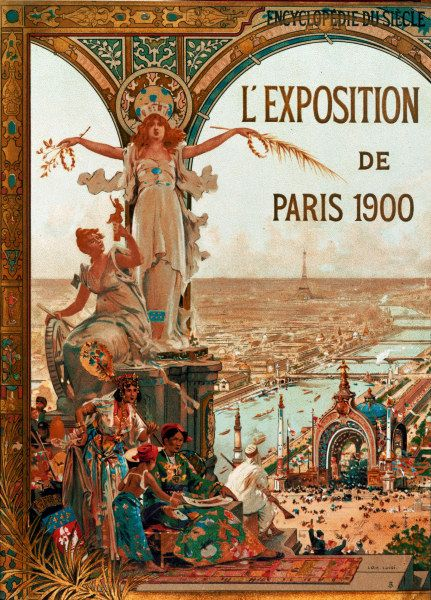 ENCYCLOPÉDIE DU SIÈCLE
L'EXPOSITION
DE
PARIS 1900